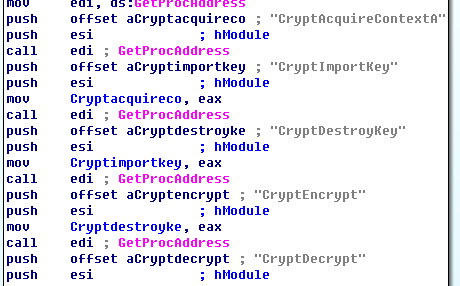 mov edi, ds:GetProcAddress
push offset aCryptacquireco ; "CryptAcquireContextA"
push esi ; hModule
call edi ; GetProcAddress
push offset aCryptimportkey ; "CryptImportKey"
push esi ; hModule
mov Cryptacquireco, eax
call edi ; GetProcAddress
push offset aCryptdestroyke ; "CryptDestroyKey"
push esi ; hModule
mov Cryptimportkey, eax
call edi ; GetProcAddress
push offset aCryptencrypt ; "CryptEncrypt"
push esi ; hModule
mov Cryptdestroyke, eax
call edi ; GetProcAddress
push offset aCryptdecrypt ; "CryptDecrypt"
push esi ; hModule